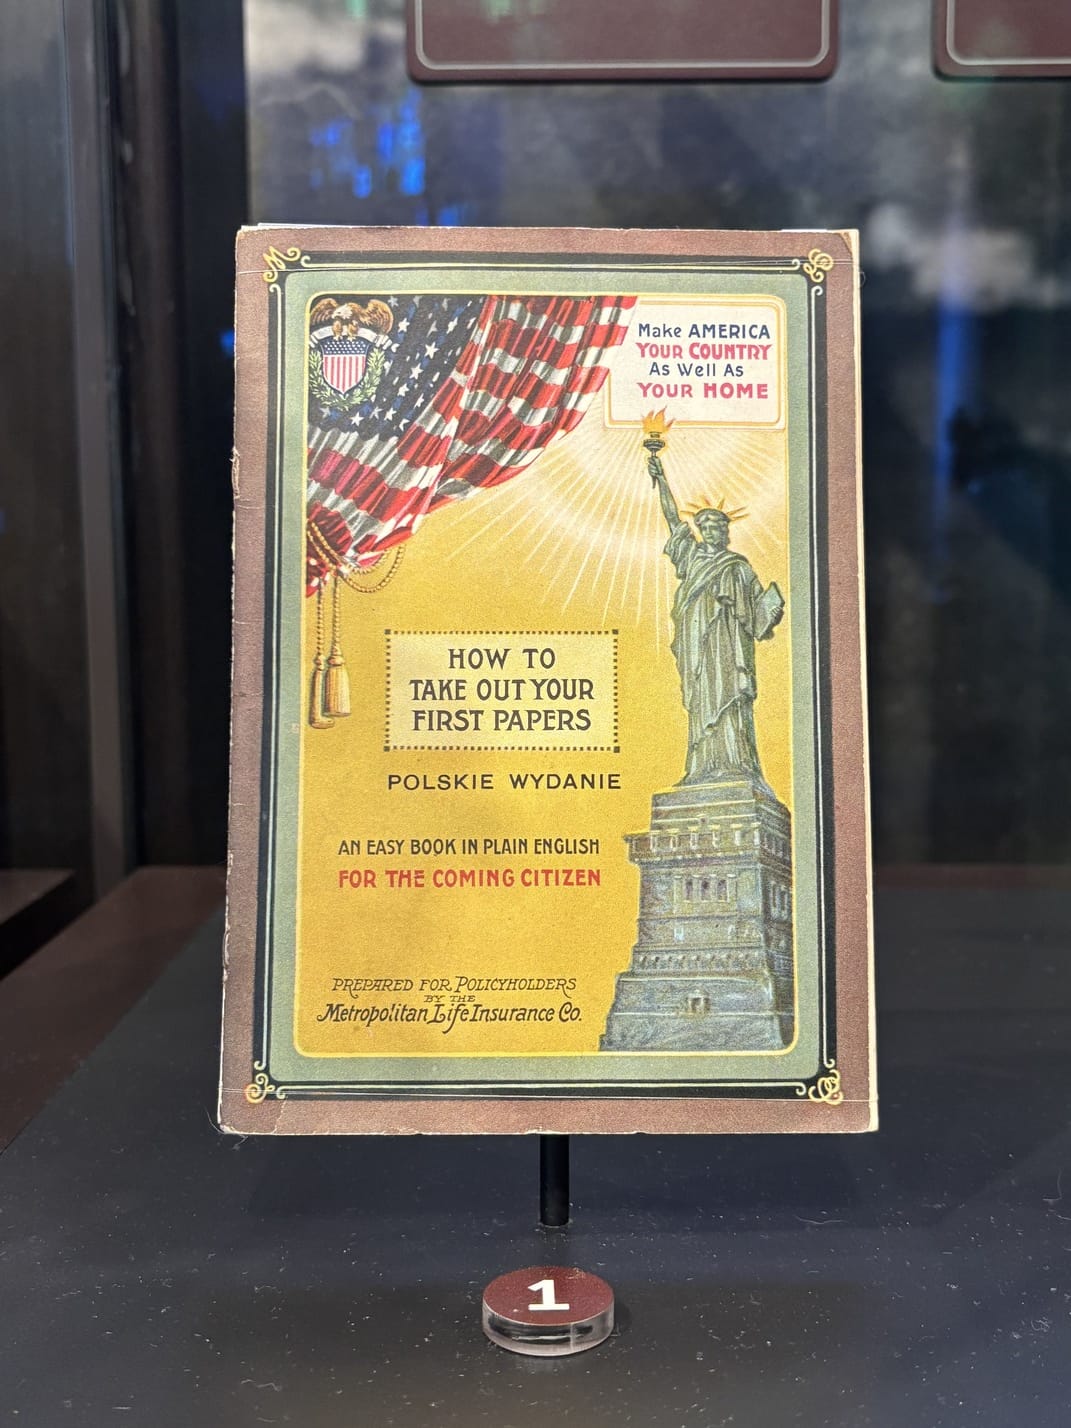 Make AMERICA
YOUR COUNTRY
As Well As
YOUR HOME
HOW TO
TAKE OUT YOUR
FIRST PAPERS
POLSKIE WYDANIE
AN EASY BOOK IN PLAIN ENGLISH
FOR THE COMING CITIZEN
PREPARED FOR POLICYHOLDERS
BY THE
Metropolitan Life Insurance Co.
1